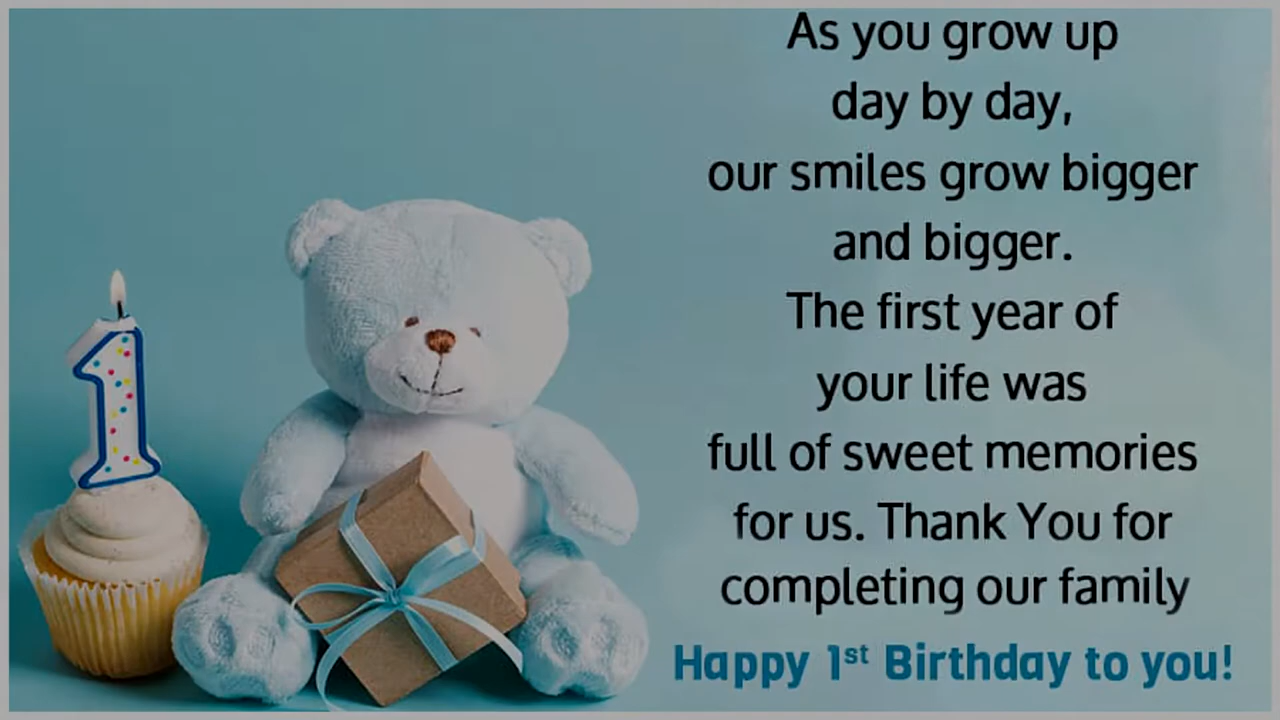 As you grow up
day by day,
our smiles grow bigger
and bigger.
The first year of
your life was
full of sweet memories
for us. Thank You for
completing our family
Happy 1st Birthday to you!